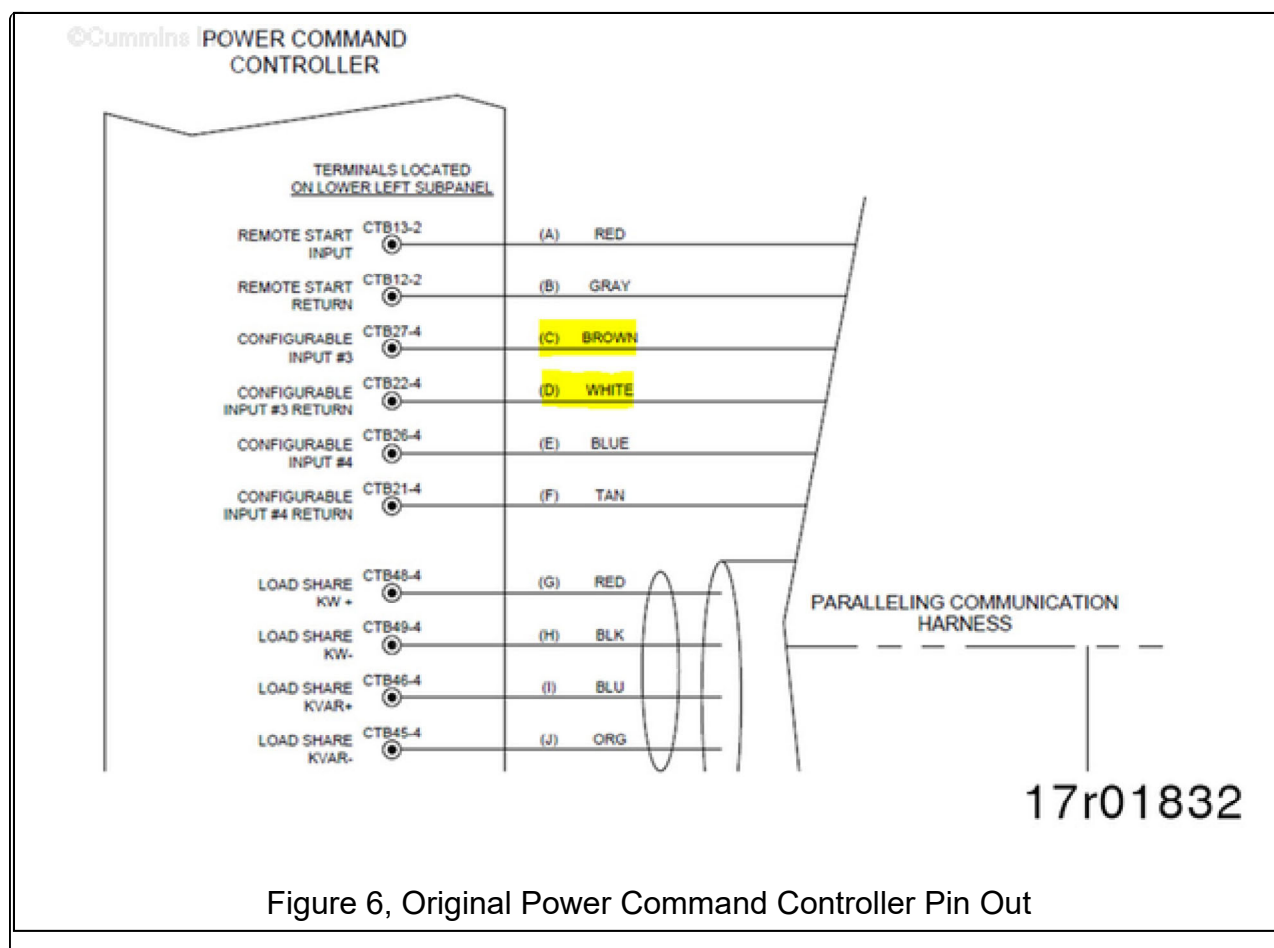 ©Cummins I
POWER COMMAND
CONTROLLER
TERMINALS LOCATED
ON LOWER LEFT SUBPANEL
REMOTE START
INPUT
CTB13-2
(A) RED
REMOTE START
RETURN
CTB12-2
(B) GRAY
CONFIGURABLE
INPUT #3
CTB27-4
(C) BROWN
CONFIGURABLE
INPUT #3 RETURN
CTB22-4
(D) WHITE
CONFIGURABLE
INPUT #4
CTB26-4
(E) BLUE
CONFIGURABLE
INPUT #4 RETURN
CTB21-4
(F) TAN
LOAD SHARE
KW +
CTB48-4
(G) RED
LOAD SHARE
KW-
CTB49-4
(H) BLK
LOAD SHARE
KVAR+
CTB46-4
(I) BLU
LOAD SHARE
KVAR-
CTB45-4
(J) ORG
PARALLELING COMMUNICATION
HARNESS
17r01832
Figure 6, Original Power Command Controller Pin Out